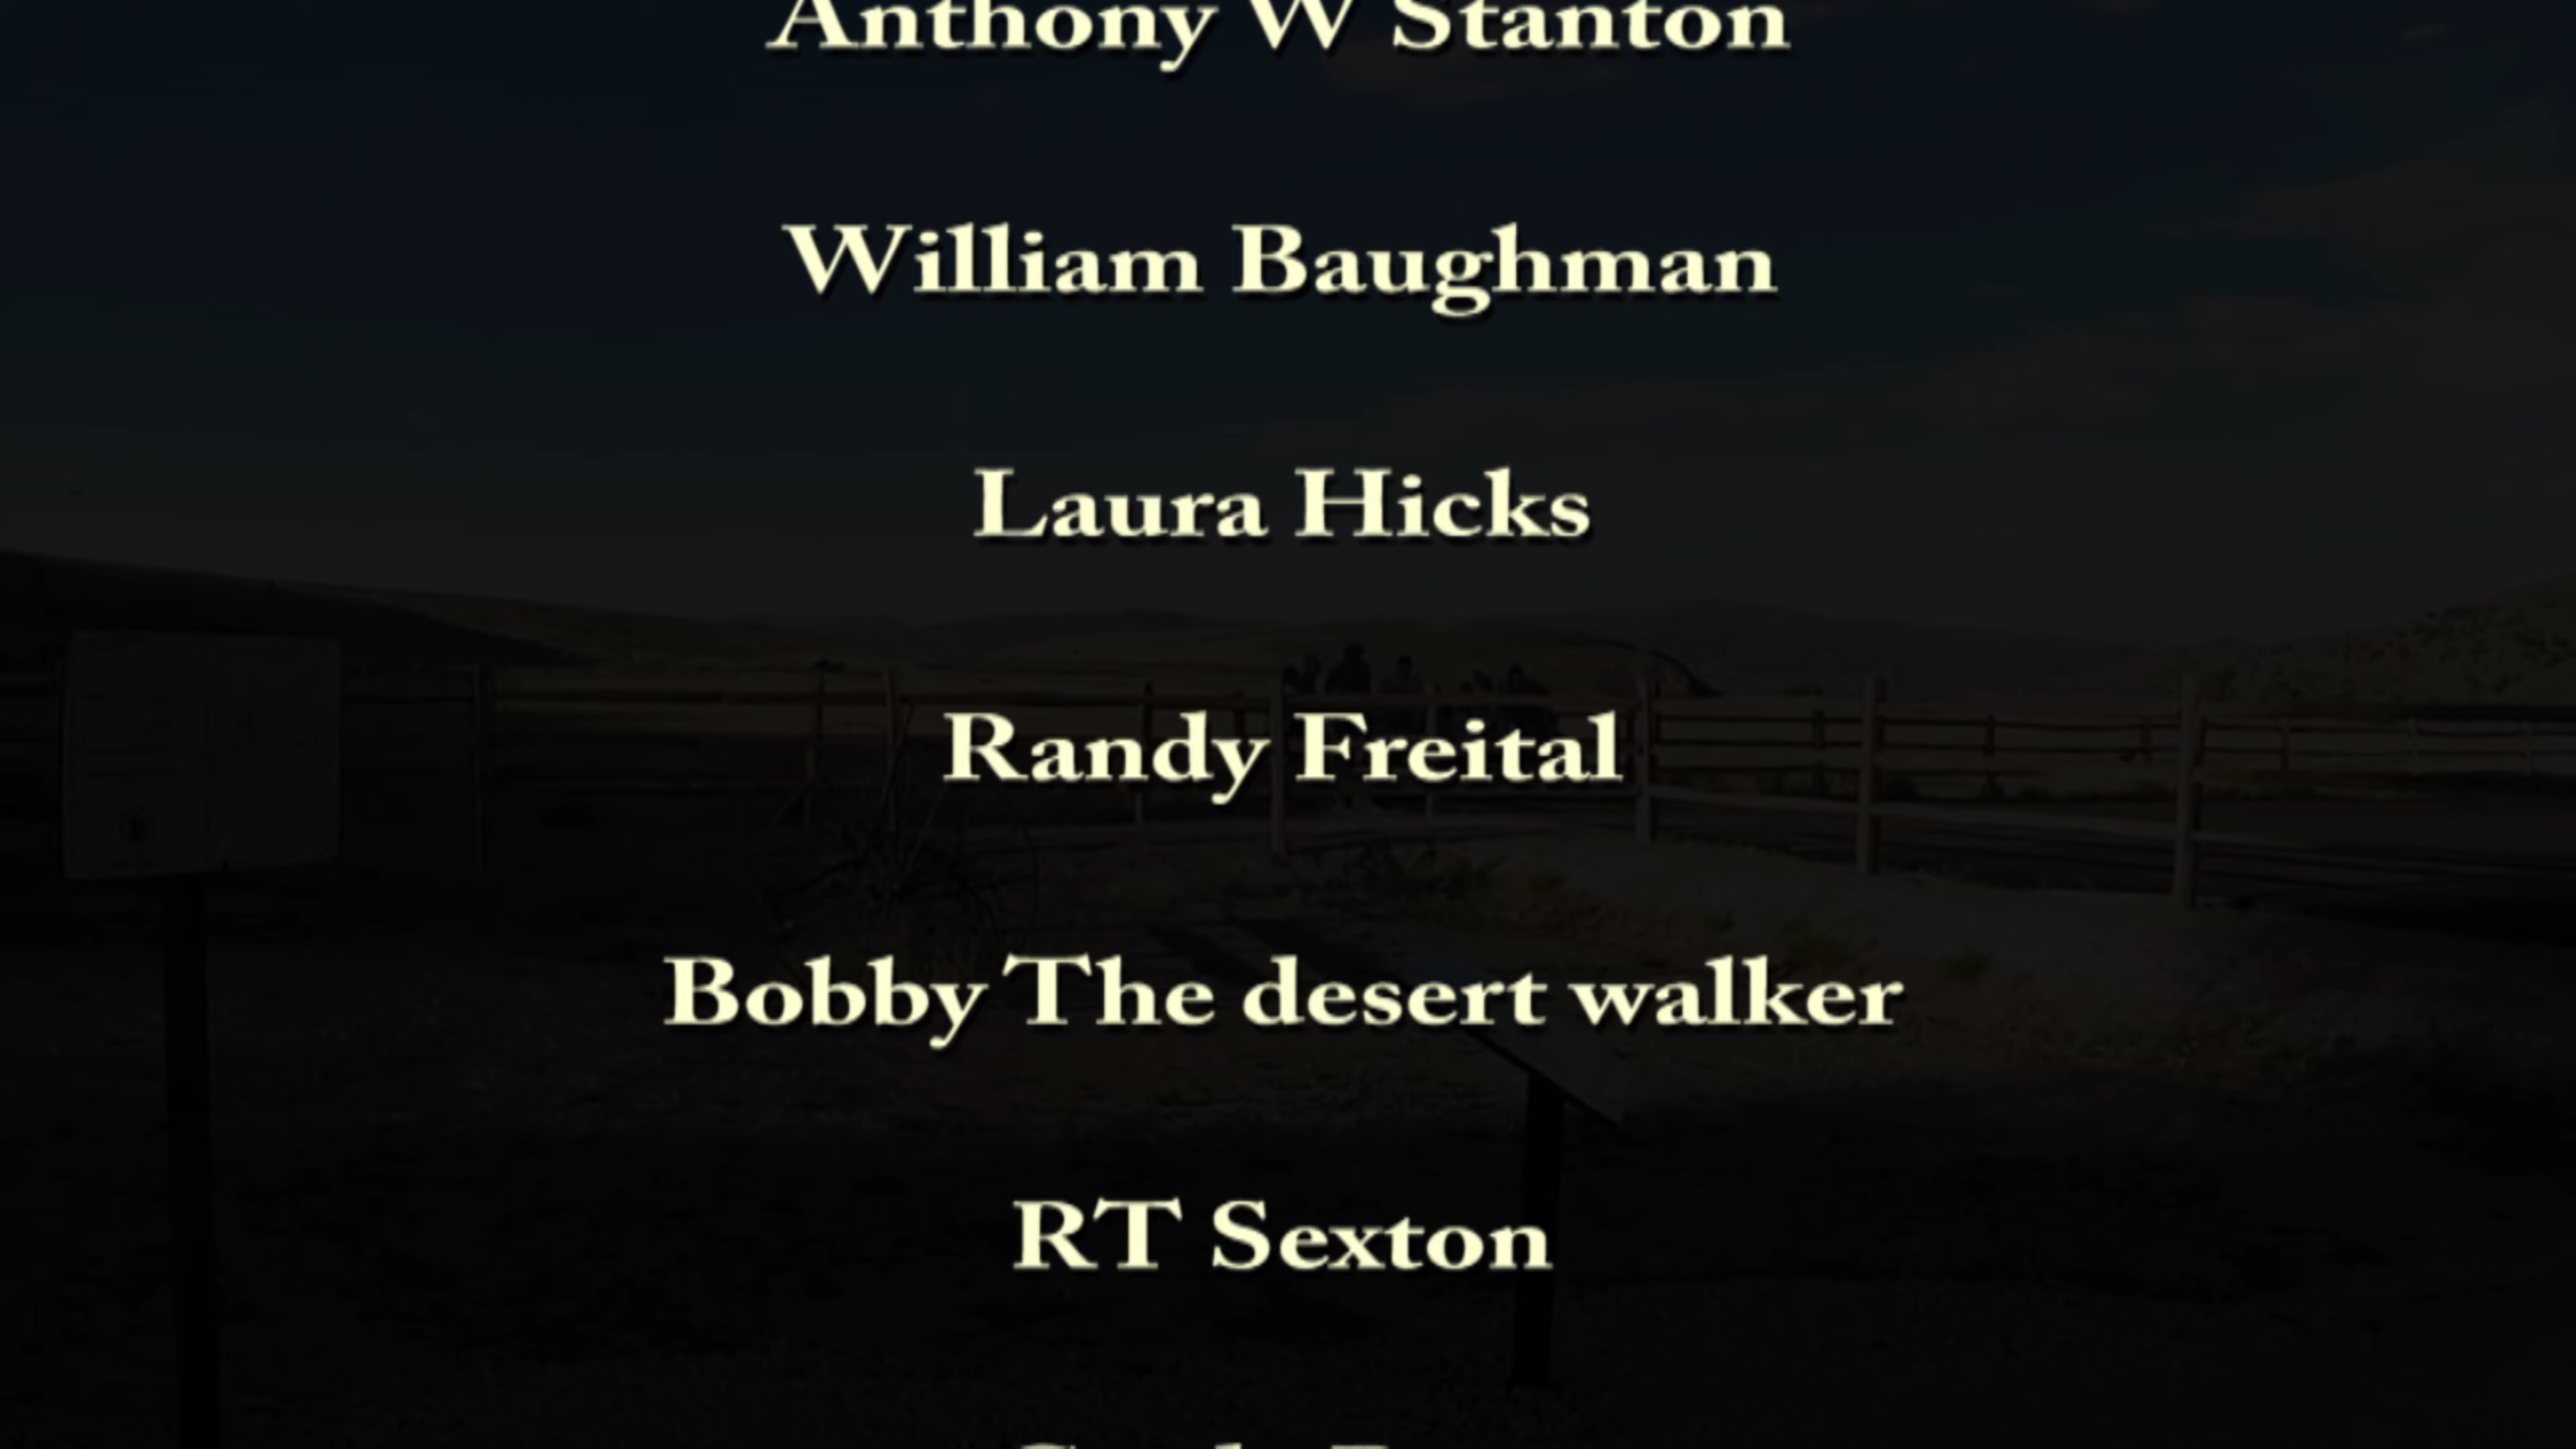 Anthony W Stanton
William Baughman
Laura Hicks
Randy Freital
Bobby The desert walker
RT Sexton